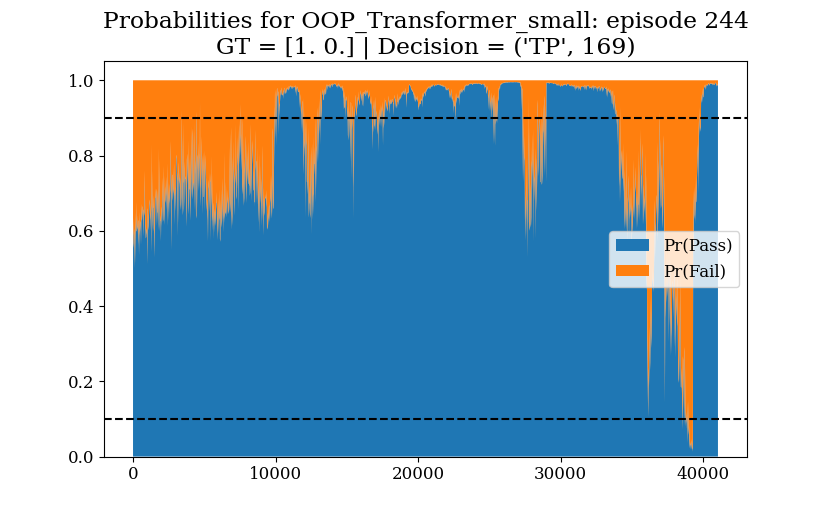 Probabilities for OOP_Transformer_small: episode 244
GT = [1. 0.] | Decision = ('TP', 169)
1.0
0.8
0.6
0.4
0.2
0.0
Pr(Pass)
Pr(Fail)
0
10000
20000
30000
40000